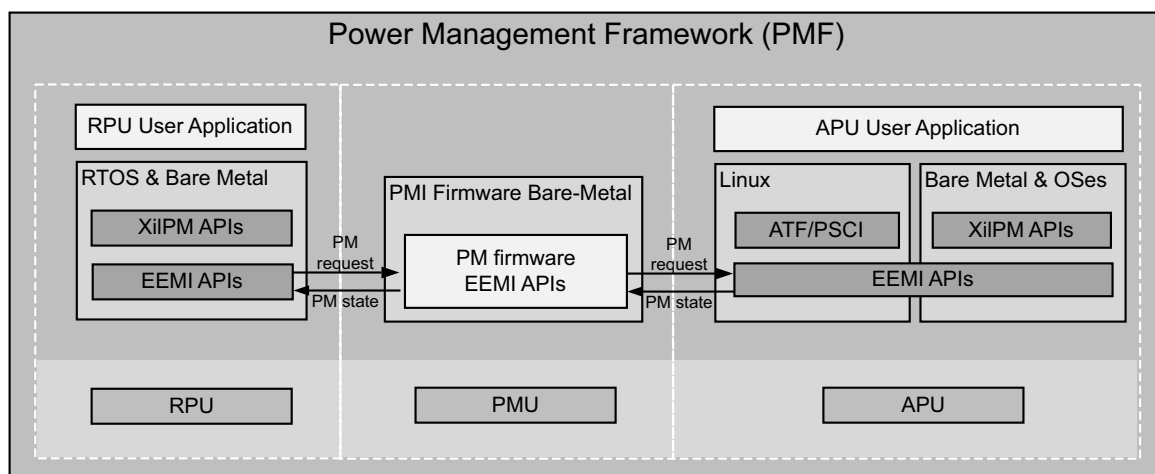 Power Management Framework (PMF)
RPU User Application
RTOS & Bare Metal
XilPM APIs
EEMI APIs
PM
request
PM state
PMI Firmware Bare-Metal
PM firmware
EEMI APIs
PM
request
PM state
APU User Application
Linux
ATF/PSCI
Bare Metal & OSes
XilPM APIs
EEMI APIs
RPU
PMU
APU